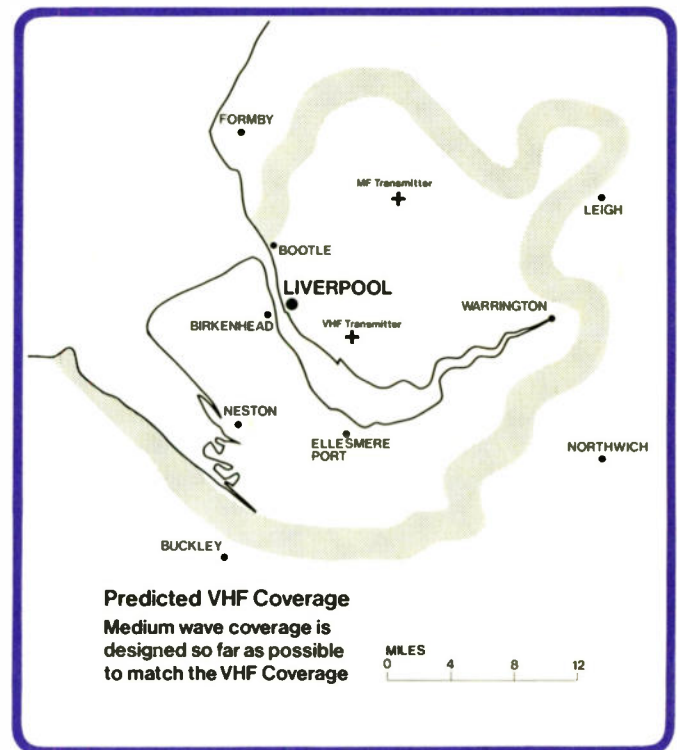 FORMBY
MF Transmitter
LEIGH
BOOTLE
LIVERPOOL
WARRINGTON
BIRKENHEAD
VHF Transmitter
NESTON
ELLESMERE
PORT
NORTHWICH
BUCKLEY
Predicted VHF Coverage
Medium wave coverage is
designed so far as possible
to match the VHF Coverage
MILES
0 4 8 12